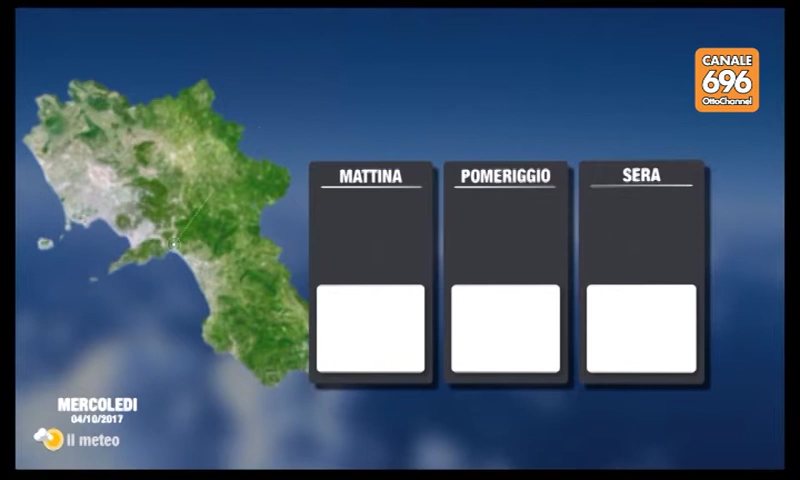 CANALE
696
OttoChannel
MATTINA
POMERIGGIO
SERA
MERCOLEDI
04/10/2017
Il meteo